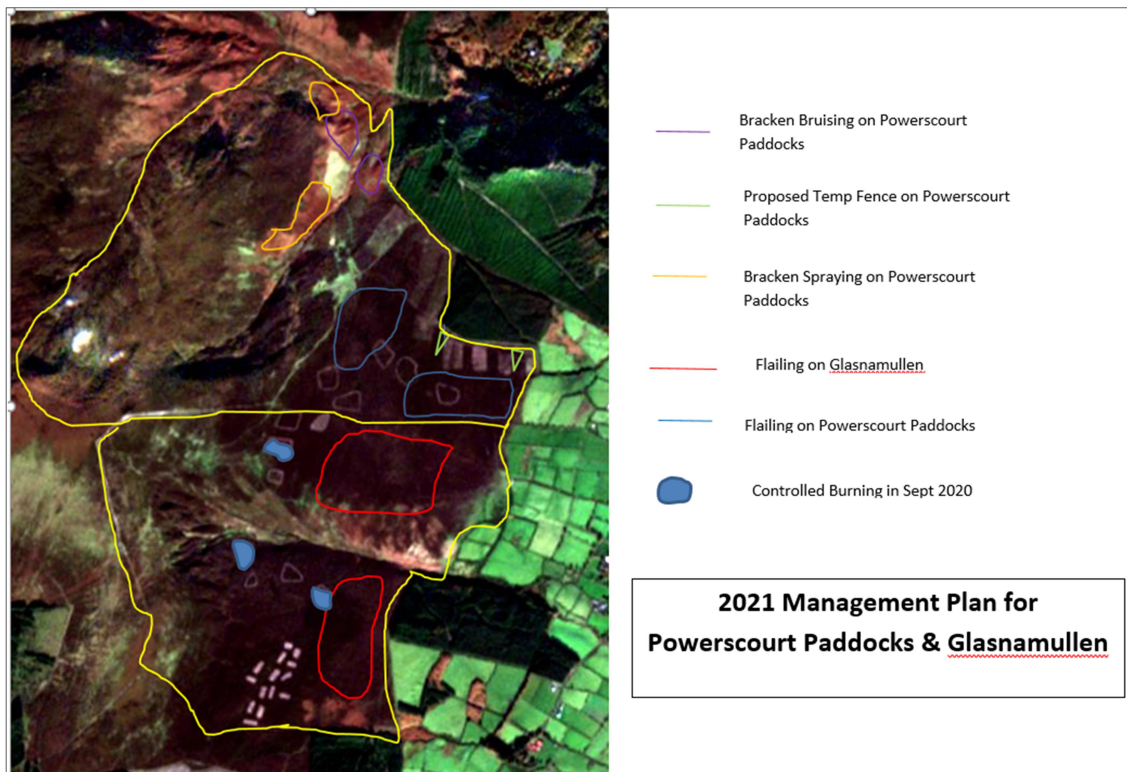 Bracken Bruising on Powerscourt
Paddocks
Proposed Temp Fence on Powerscourt
Paddocks
Bracken Spraying on Powerscourt
Paddocks
Flailing on Glasnamullen
Flailing on Powerscourt Paddocks
Controlled Burning in Sept 2020
2021 Management Plan for
Powerscourt Paddocks & Glasnamullen